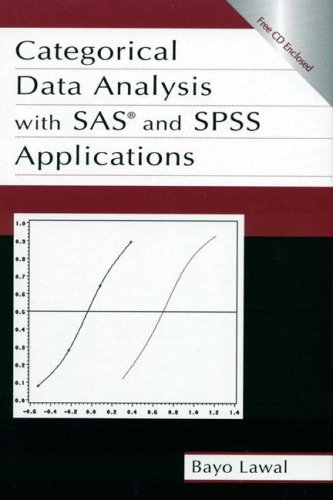 Free CD Enclosed
Categorical
Data Analysis
with SAS® and SPSS
Applications
1.0
0.9
0.8
0.7
0.6
0.5
0.4
0.3
0.2
0.1
0.0
-0.6 -0.4 -0.2 0.0 0.2 0.4 0.6 0.8 1.0 1.2 1.4
Bayo Lawal